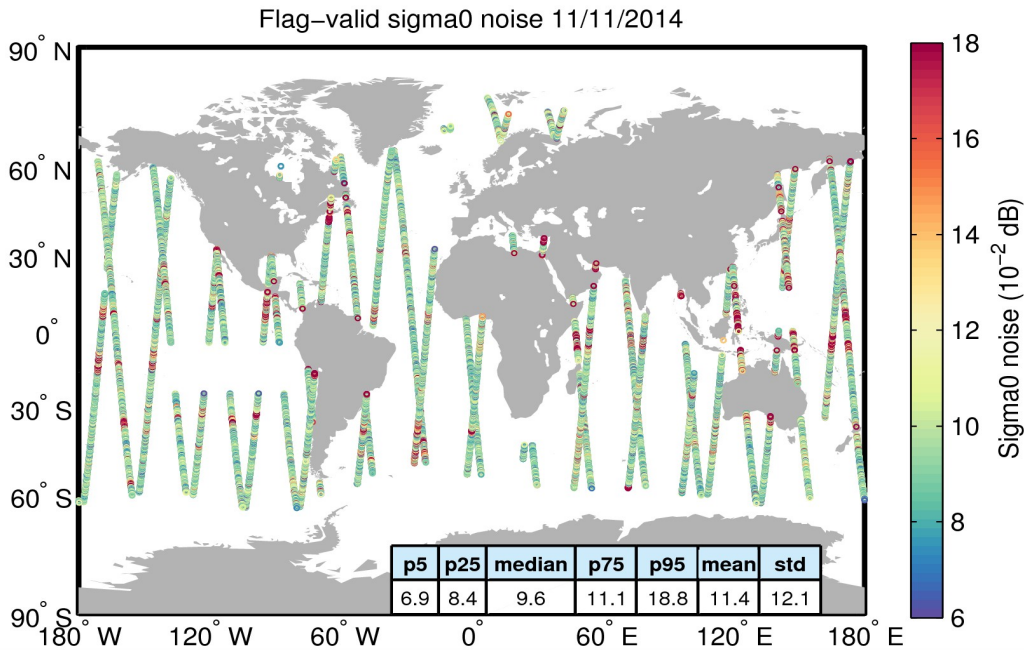 Flag−valid sigma0 noise 11/11/2014
90° N
60° N
30° N
0°
30° S
60° S
90° S
180° W 120° W 60° W 0° 60° E 120° E 180° E
p5 p25 median p75 p95 mean std
6.9 8.4 9.6 11.1 18.8 11.4 12.1
18
16
14
12
10
8
6
Sigma0 noise (10⁻² dB)